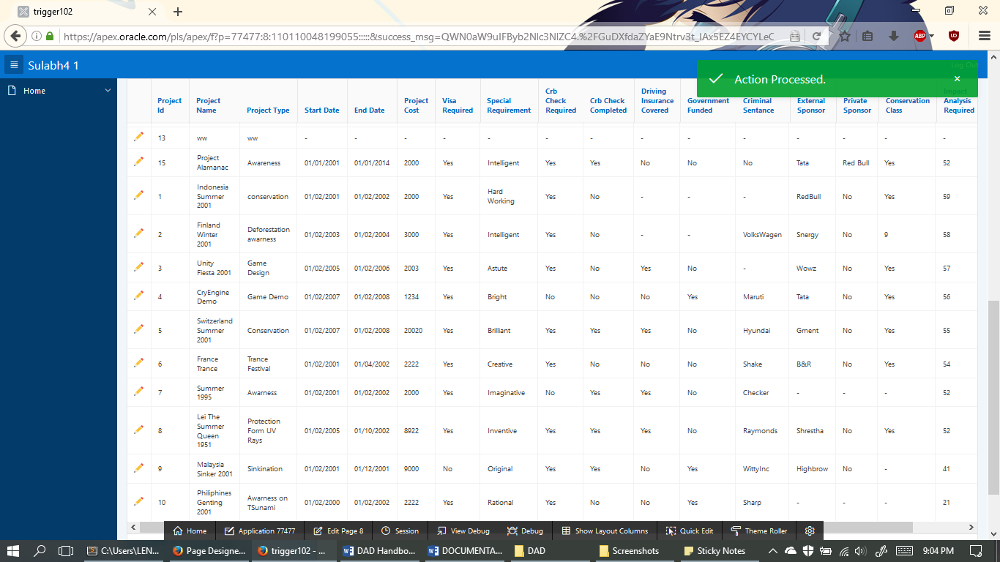 trigger102
https://apex.oracle.com/pls/apex/f?p=77477:8:110110048199055:::::&success_msg=QWN0aW9uIFByb2Nlc3NlZC4.%2FGuDXfdaZYaE9Ntrv3t_lAx5EZ4EYCYLeC
ABP
Sulabh4 1
Log Out
Action Processed.
Home
Project Id Project Name Project Type Start Date End Date Project Cost Visa Required Special Requirement Crb Check Required Crb Check Completed Driving Insurance Covered Government Funded Criminal Sentance External Sponsor Private Sponsor Conservation Class Impact Analysis Required
13 ww ww - - - - - - - - - - - - - -
15 Project Alamanac Awareness 01/01/2001 01/01/2014 2000 Yes Intelligent Yes Yes No No No Tata Red Bull Yes 52
1 Indonesia Summer 2001 conservation 01/02/2001 01/02/2002 2000 Yes Hard Working Yes No - - - RedBull No Yes 59
2 Finland Winter 2001 Deforestation awarness 01/02/2003 01/02/2004 3000 Yes Intelligent Yes No - - VolksWagen Snergy No 9 58
3 Unity Fiesta 2001 Game Design 01/02/2005 01/02/2006 2003 Yes Astute Yes No Yes No - Wowz No Yes 57
4 CryEngine Demo Game Demo 01/02/2007 01/02/2008 1234 Yes Bright No No No Yes Maruti Tata No Yes 56
5 Switzerland Summer 2001 Conservation 01/02/2007 01/02/2008 20020 Yes Brilliant Yes Yes Yes No Hyundai Gment No Yes 55
6 France Trance Trance Festival 01/02/2001 01/04/2002 2222 Yes Creative Yes No No No Shake B&R No Yes 54
7 Summer 1995 Awarness 01/02/2001 01/02/2002 2000 Yes Imaginative No Yes Yes No Checker - - - 52
8 Lei The Summer Queen 1951 Protection Form UV Rays 01/02/2005 01/10/2002 8922 Yes Inventive Yes Yes Yes No Raymonds Shrestha No Yes 52
9 Malaysia Sinker 2001 Sinkination 01/02/2001 01/12/2001 9000 No Original Yes Yes No Yes WittyInc Highbrow No - 41
10 Philiphines Genting 2001 Awarness on TSunami 01/02/2000 01/02/2002 2222 Yes Rational Yes No No Yes Sharp - - - 21
Home Application 77477 Edit Page 8 Session View Debug Debug Show Layout Columns Quick Edit Theme Roller
C:\Users\LEN... Page Designe... trigger102 - ... DAD Handbo... DOCUMENTA... DAD Screenshots Sticky Notes 9:04 PM